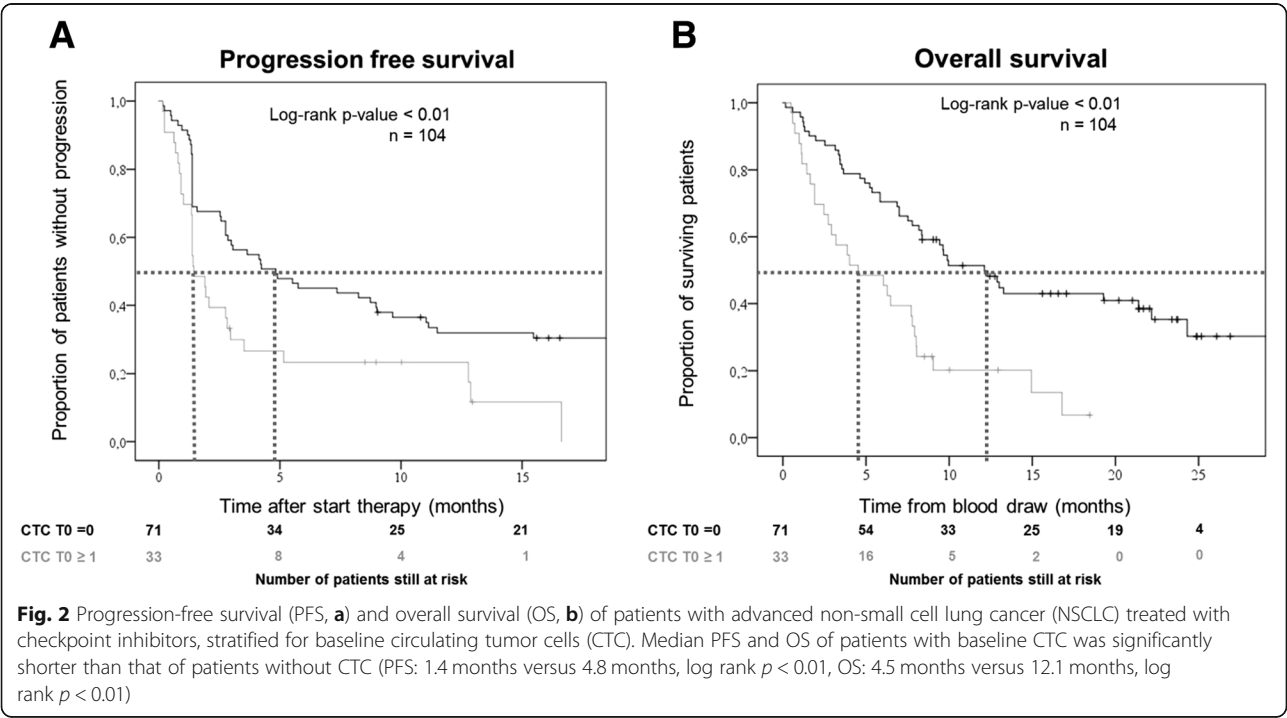 A
Progression free survival
Log-rank p-value < 0.01
n = 104
Proportion of patients without progression
1,0
0,8
0,6
0,4
0,2
0,0
0 5 10 15
Time after start therapy (months)
CTC T0 =0 71 34 25 21
CTC T0 ≥ 1 33 8 4 1
Number of patients still at risk
B
Overall survival
Log-rank p-value < 0.01
n = 104
Proportion of surviving patients
1,0
0,8
0,6
0,4
0,2
0,0
0 5 10 15 20 25
Time from blood draw (months)
CTC T0 =0 71 54 33 25 19 4
CTC T0 ≥ 1 33 16 5 2 0 0
Number of patients still at risk
Fig. 2 Progression-free survival (PFS, a) and overall survival (OS, b) of patients with advanced non-small cell lung cancer (NSCLC) treated with
checkpoint inhibitors, stratified for baseline circulating tumor cells (CTC). Median PFS and OS of patients with baseline CTC was significantly
shorter than that of patients without CTC (PFS: 1.4 months versus 4.8 months, log rank p < 0.01, OS: 4.5 months versus 12.1 months, log
rank p < 0.01)